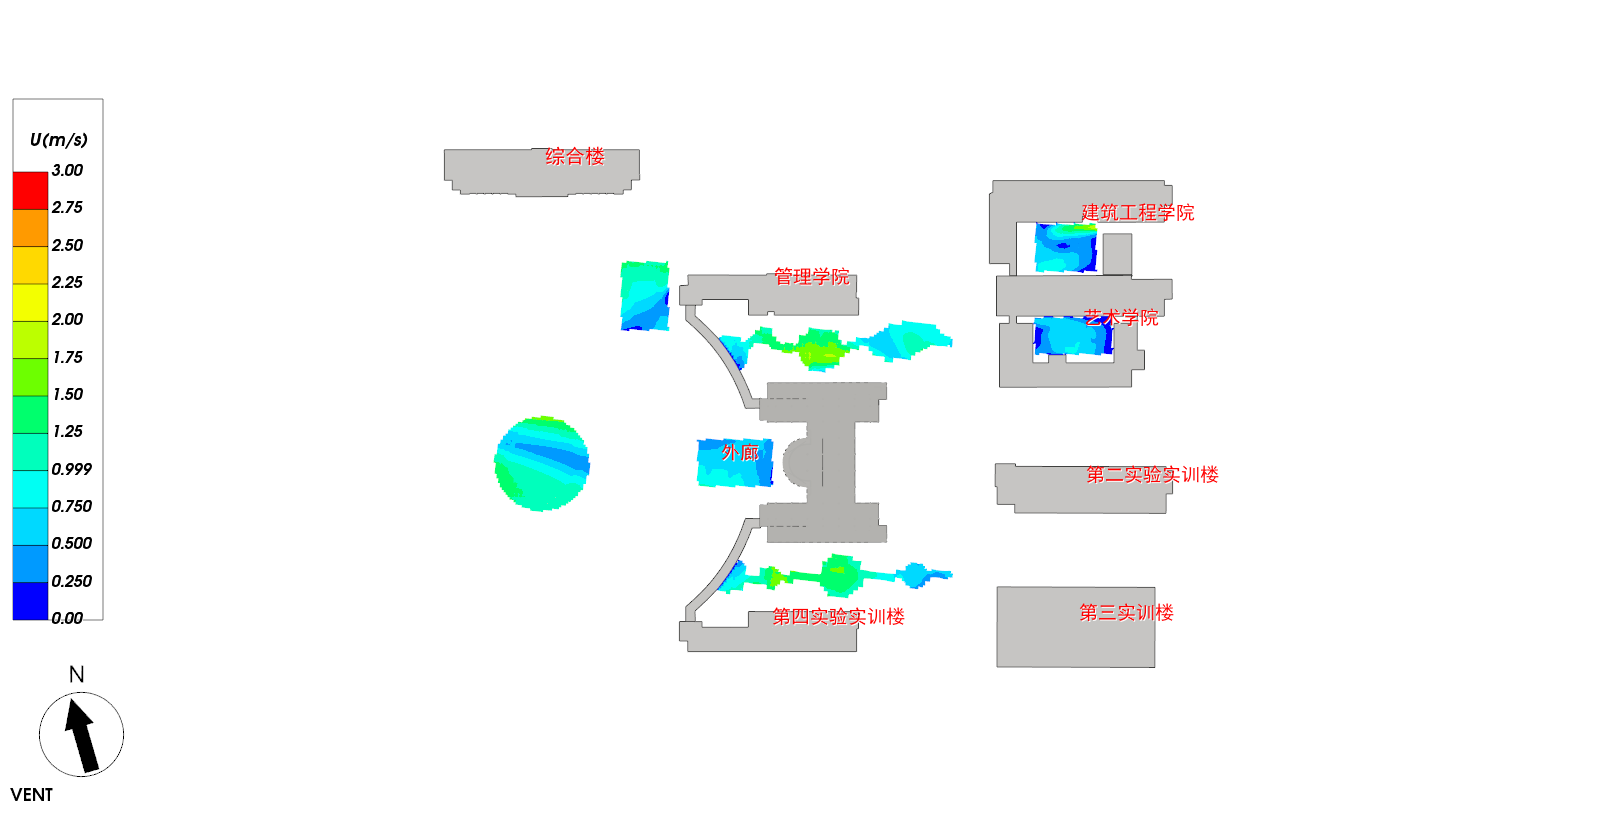 U(m/s)
3.00
2.75
2.50
2.25
2.00
1.75
1.50
1.25
0.999
0.750
0.500
0.250
0.00
N
VENT
综合楼
建筑工程学院
管理学院
艺术学院
外廊
第二实验实训楼
第三实训楼
第四实验实训楼